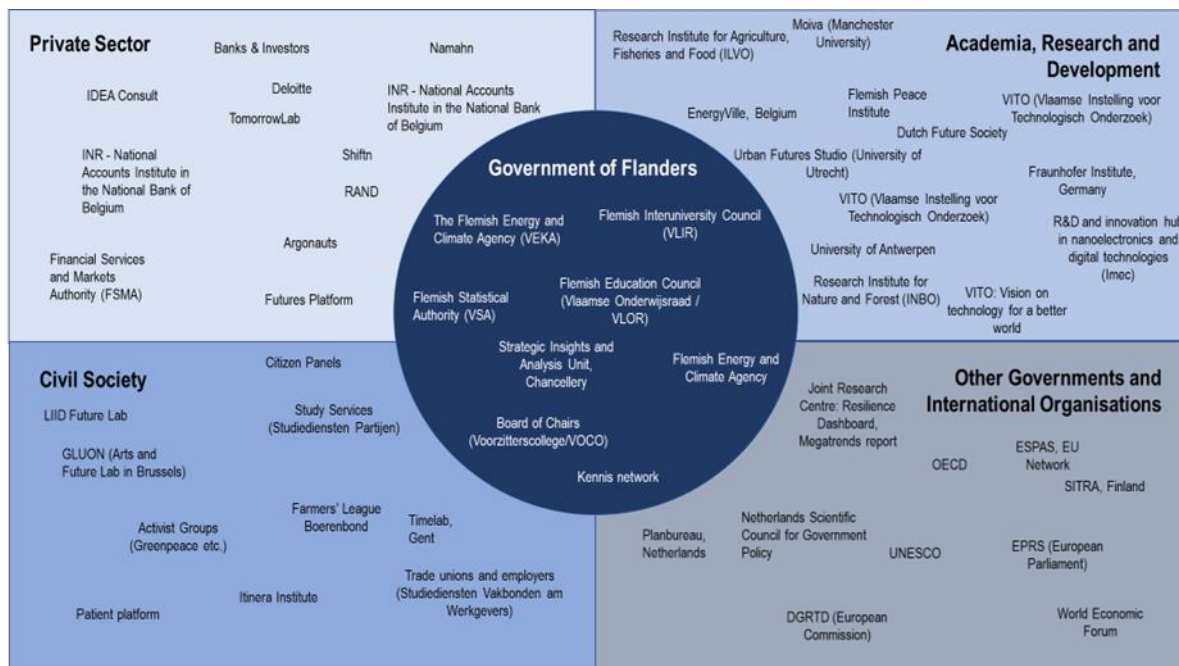 Private Sector
Banks & Investors
Namahn
IDEA Consult
Deloitte
TomorrowLab
INR - National Accounts
Institute in the National Bank
of Belgium
INR - National
Accounts Institute in
the National Bank of
Belgium
Shiftn
RAND
Argonauts
Financial Services
and Markets
Authority (FSMA)
Futures Platform
Academia, Research and
Development
Research Institute for Agriculture,
Fisheries and Food (ILVO)
Moiva (Manchester
University)
EnergyVille, Belgium
Flemish Peace
Institute
VITO (Vlaamse Instelling voor
Technologisch Onderzoek)
Dutch Future Society
Urban Futures Studio (University of
Utrecht)
Fraunhofer Institute,
Germany
VITO (Vlaamse Instelling voor
Technologisch Onderzoek)
R&D and innovation hub
in nanoelectronics and
digital technologies
(Imec)
University of Antwerpen
Research Institute for
Nature and Forest (INBO)
VITO: Vision on
technology for a better
world
Government of Flanders
The Flemish Energy and
Climate Agency (VEKA)
Flemish Interuniversity Council
(VLIR)
Flemish Statistical
Authority (VSA)
Flemish Education Council
(Vlaamse Onderwijsraad /
VLOR)
Strategic Insights and
Analysis Unit,
Chancellery
Flemish Energy and
Climate Agency
Board of Chairs
(Voorzitterscollege/VOCO)
Kennis network
Civil Society
Citizen Panels
LIID Future Lab
Study Services
(Studiediensten Partijen)
GLUON (Arts and
Future Lab in Brussels)
Activist Groups
(Greenpeace etc.)
Farmers' League
Boerenbond
Timelab,
Gent
Trade unions and employers
(Studiediensten Vakbonden am
Werkgevers)
Itinera Institute
Patient platform
Other Governments and
International Organisations
Joint Research
Centre: Resilience
Dashboard,
Megatrends report
OECD
ESPAS, EU
Network
SITRA, Finland
Planbureau,
Netherlands
Netherlands Scientific
Council for Government
Policy
UNESCO
EPRS (European
Parliament)
DGRTD (European
Commission)
World Economic
Forum